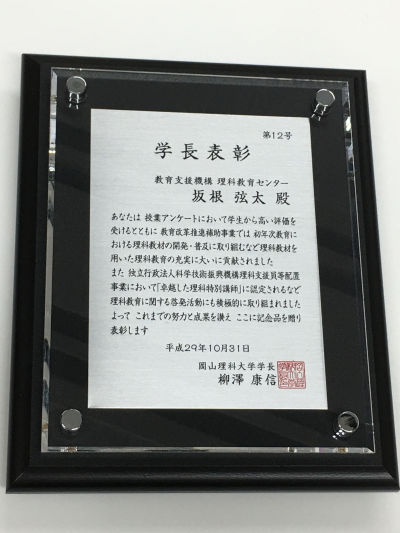 第12号
学長表彰
教育支援機構 理科教育センター
坂根 弦太 殿
あなたは 授業アンケートにおいて学生から高い評価を
受けるとともに 教育改革推進補助事業では 初年次教育に
おける理科教材の開発・普及に取り組むなど理科教材を
用いた理科教育の充実に大いに貢献されました
また 独立行政法人科学技術振興機構理科支援員等配置
事業において「卓越した理科特別講師」に認定されるなど
理科教育に関する啓発活動にも積極的に取り組まれました
よって これまでの努力と成果を讃え ここに記念品を贈り
表彰します
平成29年10月31日
岡山理科大学学長
柳澤 康信